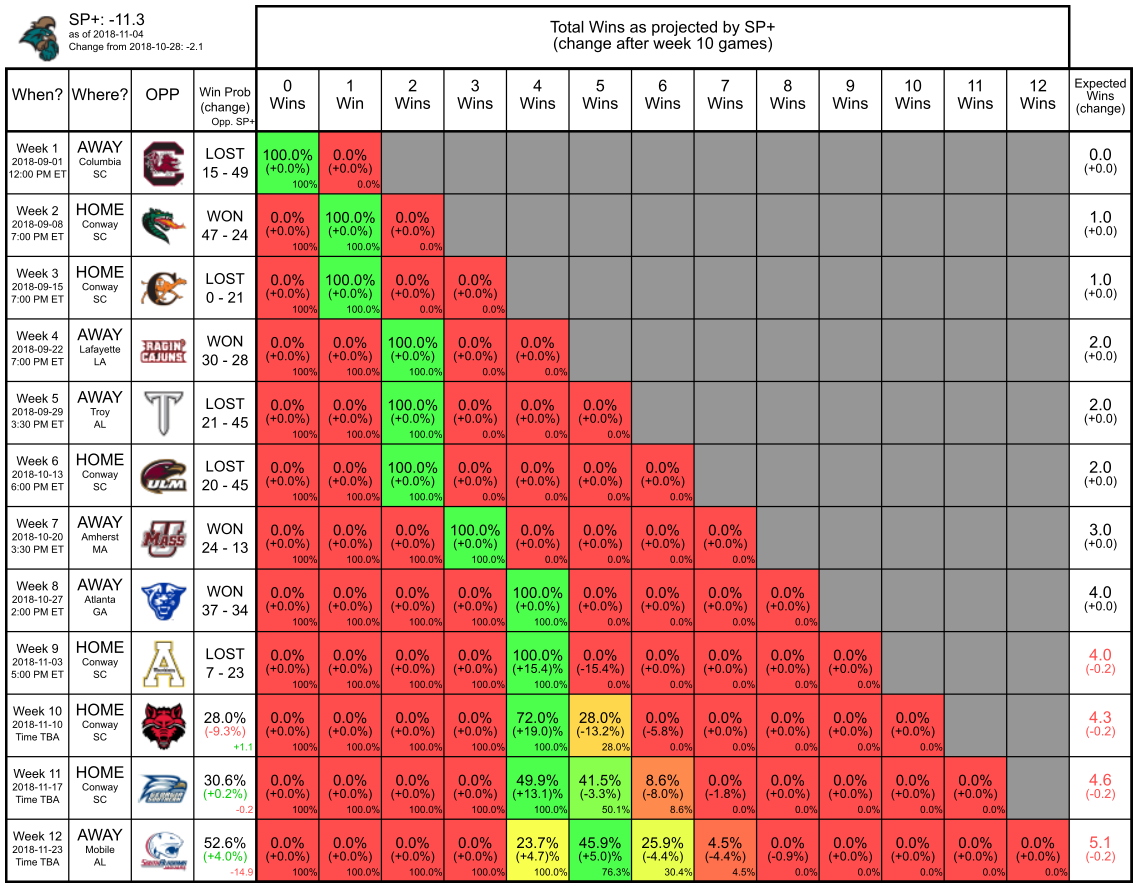 SP+: -11.3
as of 2018-11-04
Change from 2018-10-28: -2.1
Total Wins as projected by SP+
(change after week 10 games)
When? Where? OPP Win Prob (change) Opp. SP+ 0 Wins 1 Win 2 Wins 3 Wins 4 Wins 5 Wins 6 Wins 7 Wins 8 Wins 9 Wins 10 Wins 11 Wins 12 Wins Expected Wins (change)
Week 1 AWAY LOST 100.0% 0.0% 0.0
2018-09-01 Columbia (+0.0%) (+0.0%) (+0.0)
12:00 PM ET SC 15 - 49 100% 0.0%
Week 2 HOME WON 0.0% 100.0% 0.0% 1.0
2018-09-08 Conway (+0.0%) (+0.0%) (+0.0%) (+0.0)
7:00 PM ET SC 47 - 24 100% 100.0% 0.0%
Week 3 HOME LOST 0.0% 100.0% 0.0% 0.0% 1.0
2018-09-15 Conway (+0.0%) (+0.0%) (+0.0%) (+0.0%) (+0.0)
7:00 PM ET SC 0 - 21 100% 100.0% 0.0% 0.0%
Week 4 AWAY RAGIN' WON 0.0% 0.0% 100.0% 0.0% 0.0% 2.0
2018-09-22 Lafayette CAJUNS (+0.0%) (+0.0%) (+0.0%) (+0.0%) (+0.0%) (+0.0)
7:00 PM ET LA 30 - 28 100% 100.0% 100.0% 0.0% 0.0%
Week 5 AWAY T LOST 0.0% 0.0% 100.0% 0.0% 0.0% 0.0% 2.0
2018-09-29 Troy (+0.0%) (+0.0%) (+0.0%) (+0.0%) (+0.0%) (+0.0%) (+0.0)
3:30 PM ET AL 21 - 45 100% 100.0% 100.0% 0.0% 0.0% 0.0%
Week 6 HOME LOST 0.0% 0.0% 100.0% 0.0% 0.0% 0.0% 0.0% 2.0
2018-10-13 Conway ULM (+0.0%) (+0.0%) (+0.0%) (+0.0%) (+0.0%) (+0.0%) (+0.0%) (+0.0)
6:00 PM ET SC 20 - 45 100% 100.0% 100.0% 0.0% 0.0% 0.0% 0.0%
Week 7 AWAY U WON 0.0% 0.0% 0.0% 100.0% 0.0% 0.0% 0.0% 0.0% 3.0
2018-10-20 Amherst MASS (+0.0%) (+0.0%) (+0.0%) (+0.0%) (+0.0%) (+0.0%) (+0.0%) (+0.0%) (+0.0)
3:30 PM ET MA 24 - 13 100% 100.0% 100.0% 100.0% 0.0% 0.0% 0.0% 0.0%
Week 8 AWAY WON 0.0% 0.0% 0.0% 0.0% 100.0% 0.0% 0.0% 0.0% 0.0% 4.0
2018-10-27 Atlanta (+0.0%) (+0.0%) (+0.0%) (+0.0%) (+0.0%) (+0.0%) (+0.0%) (+0.0%) (+0.0%) (+0.0)
2:00 PM ET GA 37 - 34 100% 100.0% 100.0% 100.0% 100.0% 0.0% 0.0% 0.0% 0.0%
Week 9 HOME A LOST 0.0% 0.0% 0.0% 0.0% 100.0% 0.0% 0.0% 0.0% 0.0% 0.0% 4.0
2018-11-03 Conway (+0.0%) (+0.0%) (+0.0%) (+0.0%) (+15.4)% (-15.4%) (+0.0%) (+0.0%) (+0.0%) (+0.0%) (-0.2)
5:00 PM ET SC 7 - 23 100% 100.0% 100.0% 100.0% 100.0% 0.0% 0.0% 0.0% 0.0% 0.0%
Week 10 HOME 28.0% 0.0% 0.0% 0.0% 0.0% 72.0% 28.0% 0.0% 0.0% 0.0% 0.0% 0.0% 4.3
2018-11-10 Conway (-9.3%) (+0.0%) (+0.0%) (+0.0%) (+0.0%) (+19.0)% (-13.2%) (-5.8%) (+0.0%) (+0.0%) (+0.0%) (+0.0%) (-0.2)
Time TBA SC +1.1 100% 100.0% 100.0% 100.0% 100.0% 28.0% 0.0% 0.0% 0.0% 0.0% 0.0%
Week 11 HOME 30.6% 0.0% 0.0% 0.0% 0.0% 49.9% 41.5% 8.6% 0.0% 0.0% 0.0% 0.0% 0.0% 4.6
2018-11-17 Conway (+0.2%) (+0.0%) (+0.0%) (+0.0%) (+0.0%) (+13.1)% (-3.3%) (-8.0%) (-1.8%) (+0.0%) (+0.0%) (+0.0%) (+0.0%) (-0.2)
Time TBA SC -0.2 100% 100.0% 100.0% 100.0% 100.0% 50.1% 8.6% 0.0% 0.0% 0.0% 0.0% 0.0%
Week 12 AWAY 52.6% 0.0% 0.0% 0.0% 0.0% 23.7% 45.9% 25.9% 4.5% 0.0% 0.0% 0.0% 0.0% 0.0% 5.1
2018-11-23 Mobile (+4.0%) (+0.0%) (+0.0%) (+0.0%) (+0.0%) (+4.7)% (+5.0%) (-4.4%) (-4.4%) (-0.9%) (+0.0%) (+0.0%) (+0.0%) (+0.0%) (-0.2)
Time TBA AL -14.9 100% 100.0% 100.0% 100.0% 100.0% 76.3% 30.4% 4.5% 0.0% 0.0% 0.0% 0.0% 0.0%